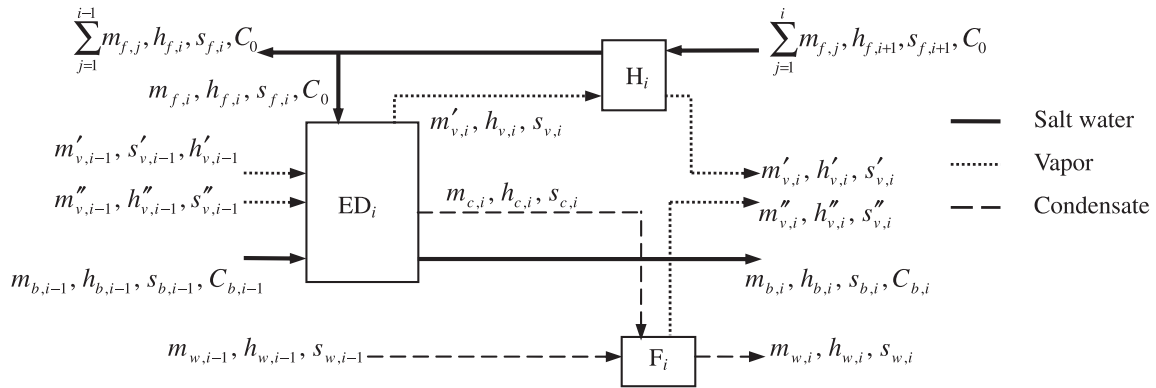 ∑_{j=1}^{i−1} m_{f,j}, h_{f,i}, s_{f,i}, C_0
∑_{j=1}^{i} m_{f,j}, h_{f,i+1}, s_{f,i+1}, C_0
H_i
m_{f,i}, h_{f,i}, s_{f,i}, C_0
m′_{v,i}, h_{v,i}, s_{v,i}
Salt water
m′_{v,i−1}, s′_{v,i−1}, h′_{v,i−1}
m′_{v,i}, h′_{v,i}, s′_{v,i}
Vapor
m″_{v,i−1}, h″_{v,i−1}, s″_{v,i−1}
ED_i
m_{c,i}, h_{c,i}, s_{c,i}
m″_{v,i}, h″_{v,i}, s″_{v,i}
Condensate
m_{b,i−1}, h_{b,i−1}, s_{b,i−1}, C_{b,i−1}
m_{b,i}, h_{b,i}, s_{b,i}, C_{b,i}
m_{w,i−1}, h_{w,i−1}, s_{w,i−1}
F_i
m_{w,i}, h_{w,i}, s_{w,i}